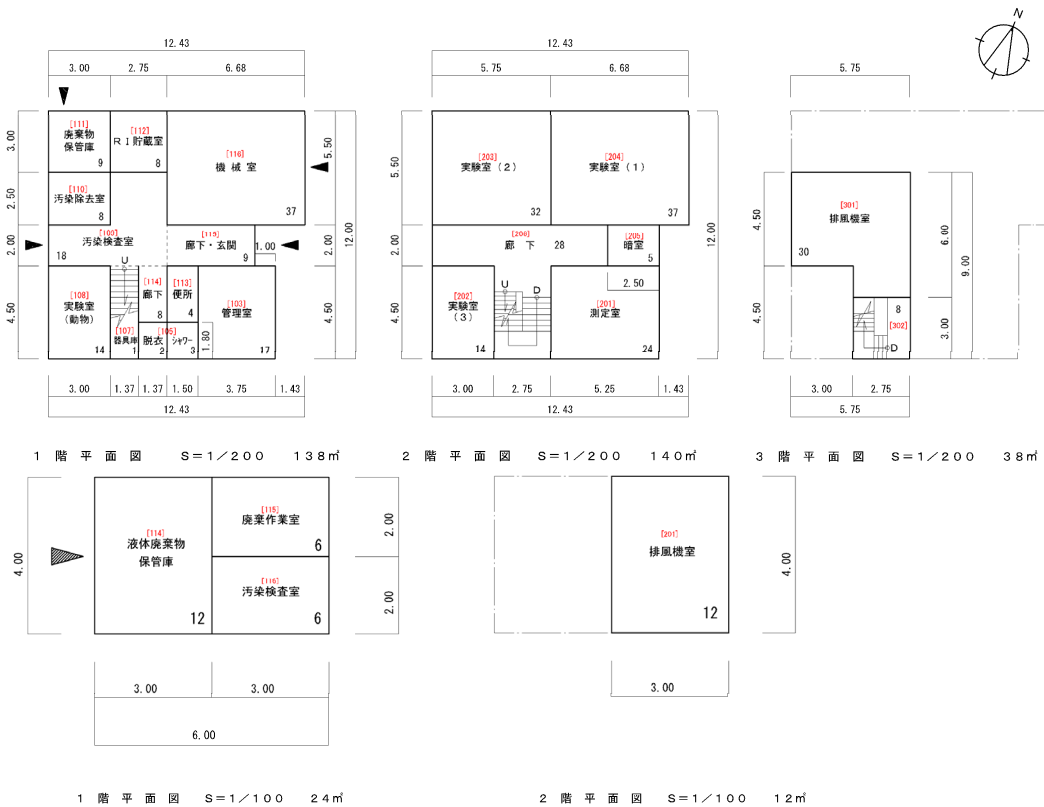 N
12.43
3.00 2.75 6.68
3.00
2.50
2.00
4.50
[111]
廃棄物
保管庫
9
[112]
ＲＩ貯蔵室
8
[116]
機 械 室
37
[110]
汚染除去室
8
汚染検査室
18
廊下・玄関
9
1.00
U
[108]
実験室
(動物)
14
[107]
器具庫
1
[114]
廊下
8
[113]
便所
4
脱衣
2
シャワー
3
1.80
[103]
管理室
17
5.50
2.00
4.50
12.00
3.00 1.37 1.37 1.50 3.75 1.43
12.43
１ 階 平 面 図 Ｓ＝１／２００ １３８㎡
12.43
5.75 6.68
5.50
2.00
4.50
[203]
実験室（２）
32
[204]
実験室（１）
37
[206]
廊 下 28
[205]
暗室
5
2.50
[202]
実験室
(３)
14
U
D
[201]
測定室
24
12.00
3.00 2.75 5.25 1.43
12.43
２ 階 平 面 図 Ｓ＝１／２００ １４０㎡
5.75
4.50
4.50
[301]
排風機室
30
8
[302]
D
6.00
3.00
9.00
3.00 2.75
5.75
３ 階 平 面 図 Ｓ＝１／２００ ３８㎡
4.00
[114]
液体廃棄物
保管庫
12
[115]
廃棄作業室
6
[116]
汚染検査室
6
2.00
2.00
3.00 3.00
6.00
１ 階 平 面 図 Ｓ＝１／１００ ２４㎡
[201]
排風機室
12
4.00
3.00
２ 階 平 面 図 Ｓ＝１／１００ １２㎡